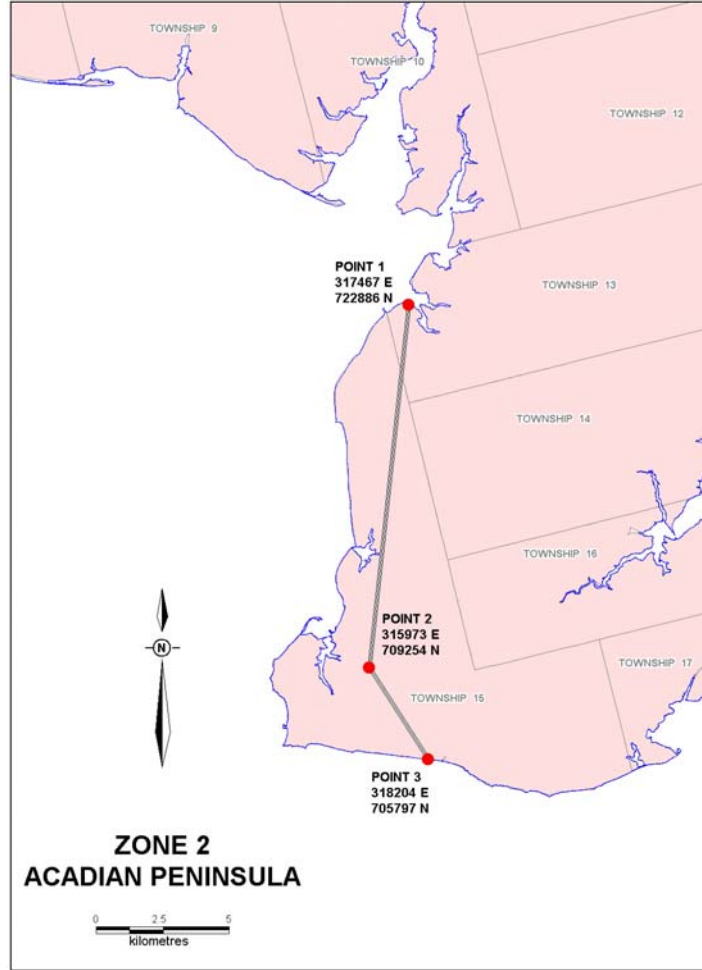 TOWNSHIP 9
TOWNSHIP 10
TOWNSHIP 12
POINT 1
317467 E
722886 N
TOWNSHIP 13
TOWNSHIP 14
TOWNSHIP 16
N
POINT 2
315973 E
709254 N
TOWNSHIP 17
TOWNSHIP 15
POINT 3
318204 E
705797 N
ZONE 2
ACADIAN PENINSULA
0 2.5 5
kilometres